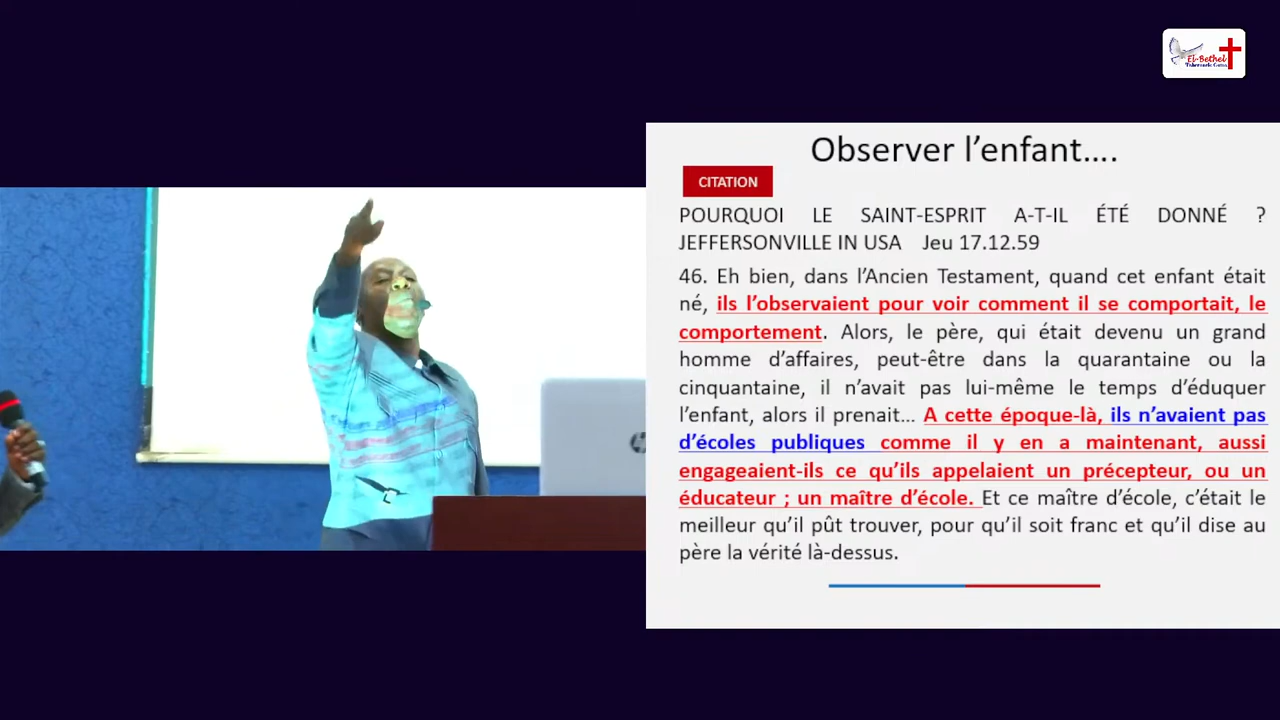 El-Bethel
Observer l’enfant....
CITATION
POURQUOI LE SAINT-ESPRIT A-T-IL ÉTÉ DONNÉ ?
JEFFERSONVILLE IN USA Jeu 17.12.59
46. Eh bien, dans l’Ancien Testament, quand cet enfant était
né, ils l’observaient pour voir comment il se comportait, le
comportement. Alors, le père, qui était devenu un grand
homme d’affaires, peut-être dans la quarantaine ou la
cinquantaine, il n’avait pas lui-même le temps d’éduquer
l’enfant, alors il prenait... A cette époque-là, ils n’avaient pas
d’écoles publiques comme il y en a maintenant, aussi
engageaient-ils ce qu’ils appelaient un précepteur, ou un
éducateur ; un maître d’école. Et ce maître d’école, c’était le
meilleur qu’il pût trouver, pour qu’il soit franc et qu’il dise au
père la vérité là-dessus.